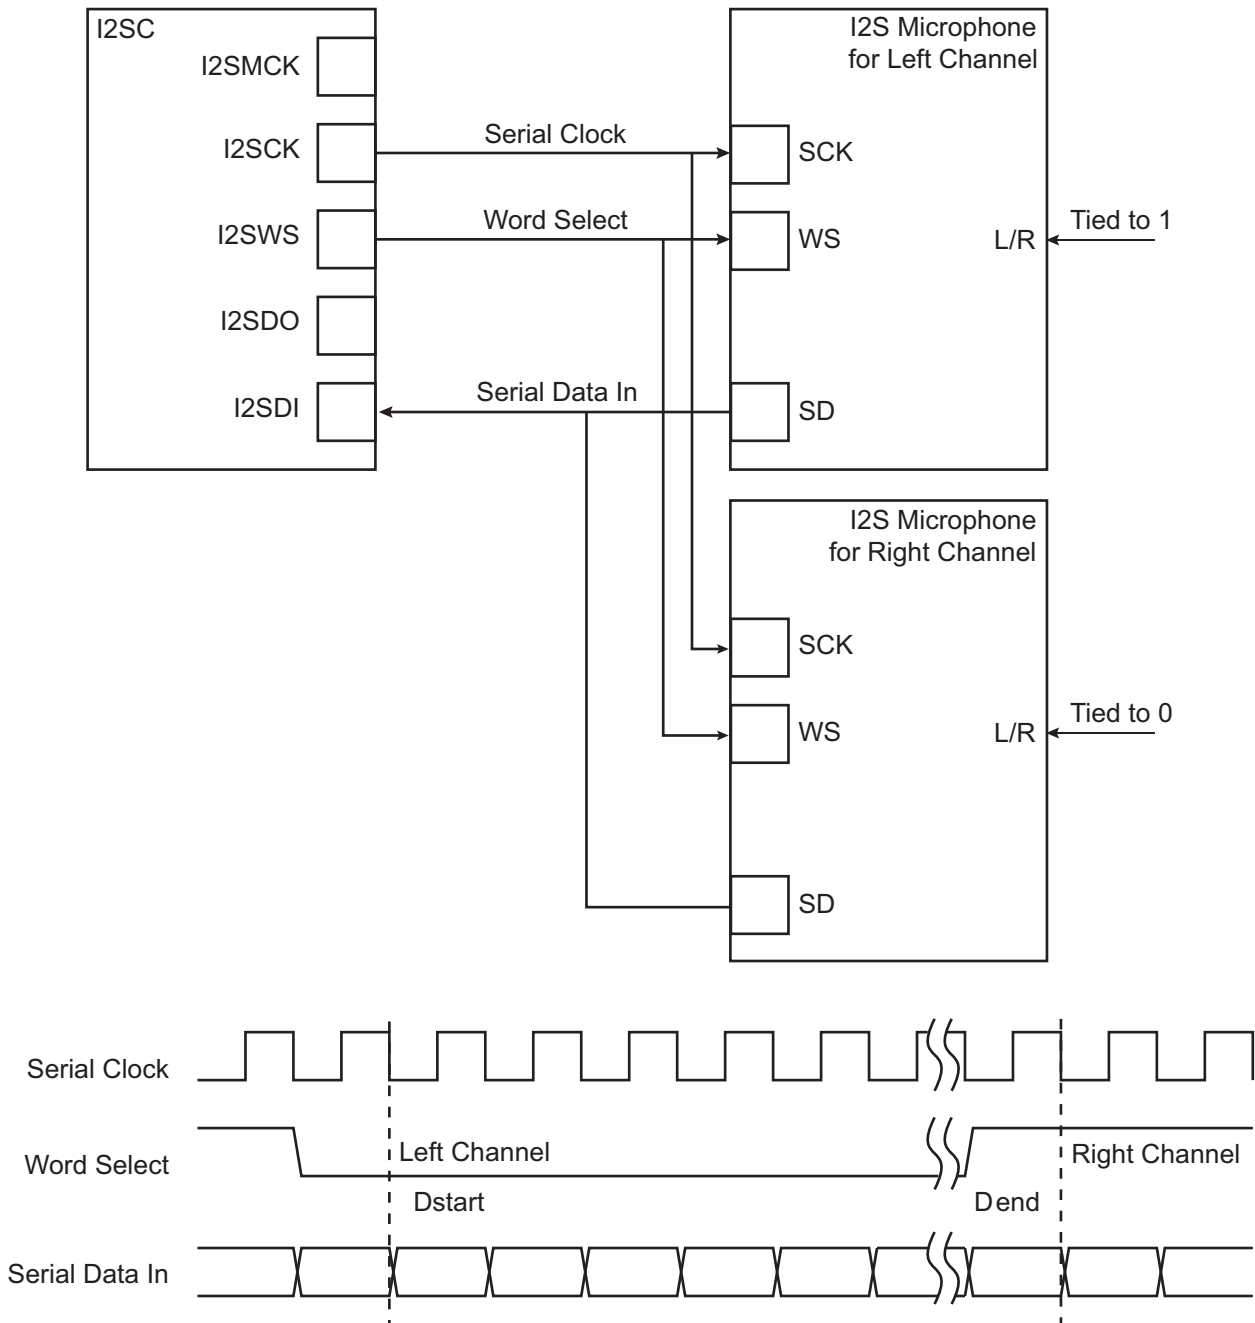 I2SC
I2SMCK
I2SCK
I2SWS
I2SDO
I2SDI
Serial Clock
Word Select
Serial Data In
I2S Microphone
for Left Channel
SCK
WS
L/R
Tied to 1
SD
I2S Microphone
for Right Channel
SCK
WS
L/R
Tied to 0
SD
Serial Clock
Word Select
Left Channel
Right Channel
Dstart
Dend
Serial Data In